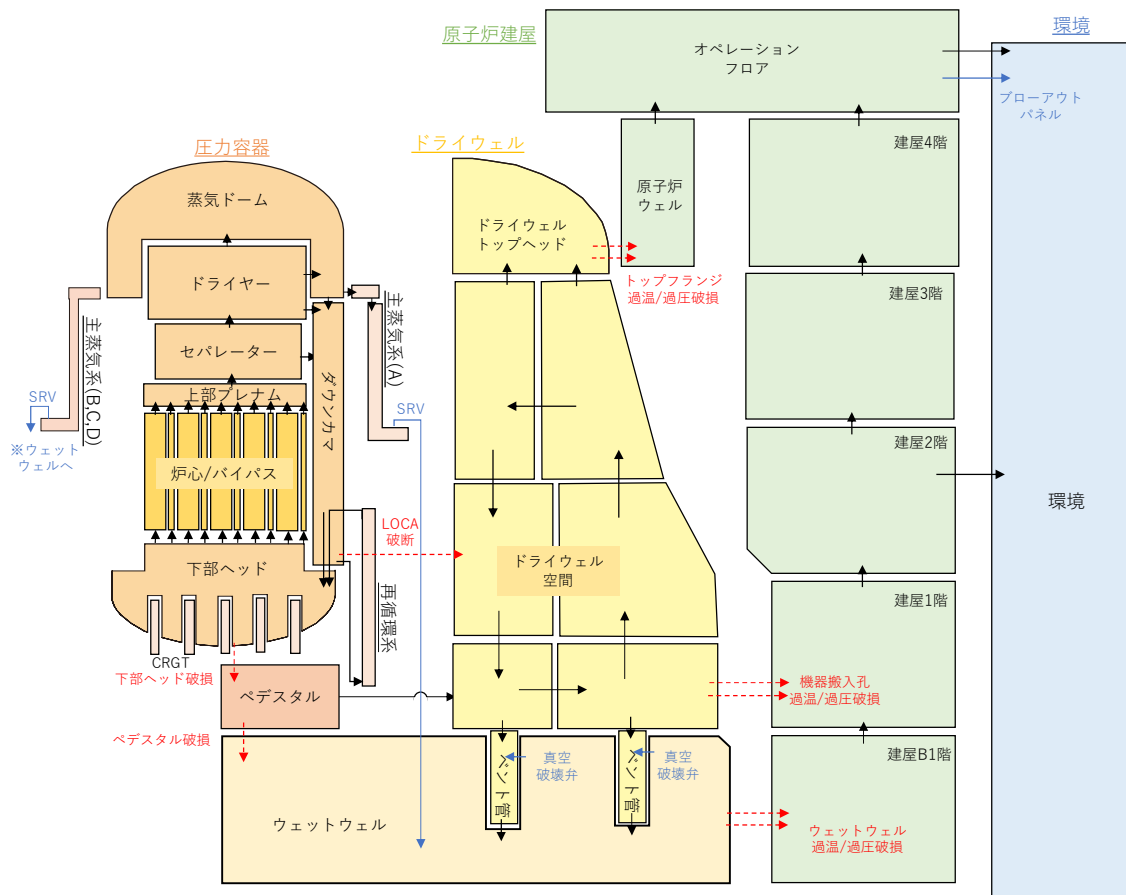 原子炉建屋
環境
オペレーション
フロア
ブローアウト
パネル
圧力容器
ドライウェル
建屋4階
蒸気ドーム
原子炉
ウェル
ドライウェル
トップヘッド
ドライヤー
トップフランジ
過温/過圧破損
建屋3階
主蒸気系(B,C,D)
主蒸気系(A)
セパレーター
上部プレナム
ダウンカマ
SRV
SRV
※ウェット
ウェルへ
炉心/バイパス
建屋2階
環境
LOCA
破断
ドライウェル
空間
下部ヘッド
再循環系
建屋1階
CRGT
下部ヘッド破損
ペデスタル
機器搬入孔
過温/過圧破損
ペデスタル破損
真空
破壊弁
真空
破壊弁
建屋B1階
ベント管
ベント管
ウェットウェル
ウェットウェル
過温/過圧破損